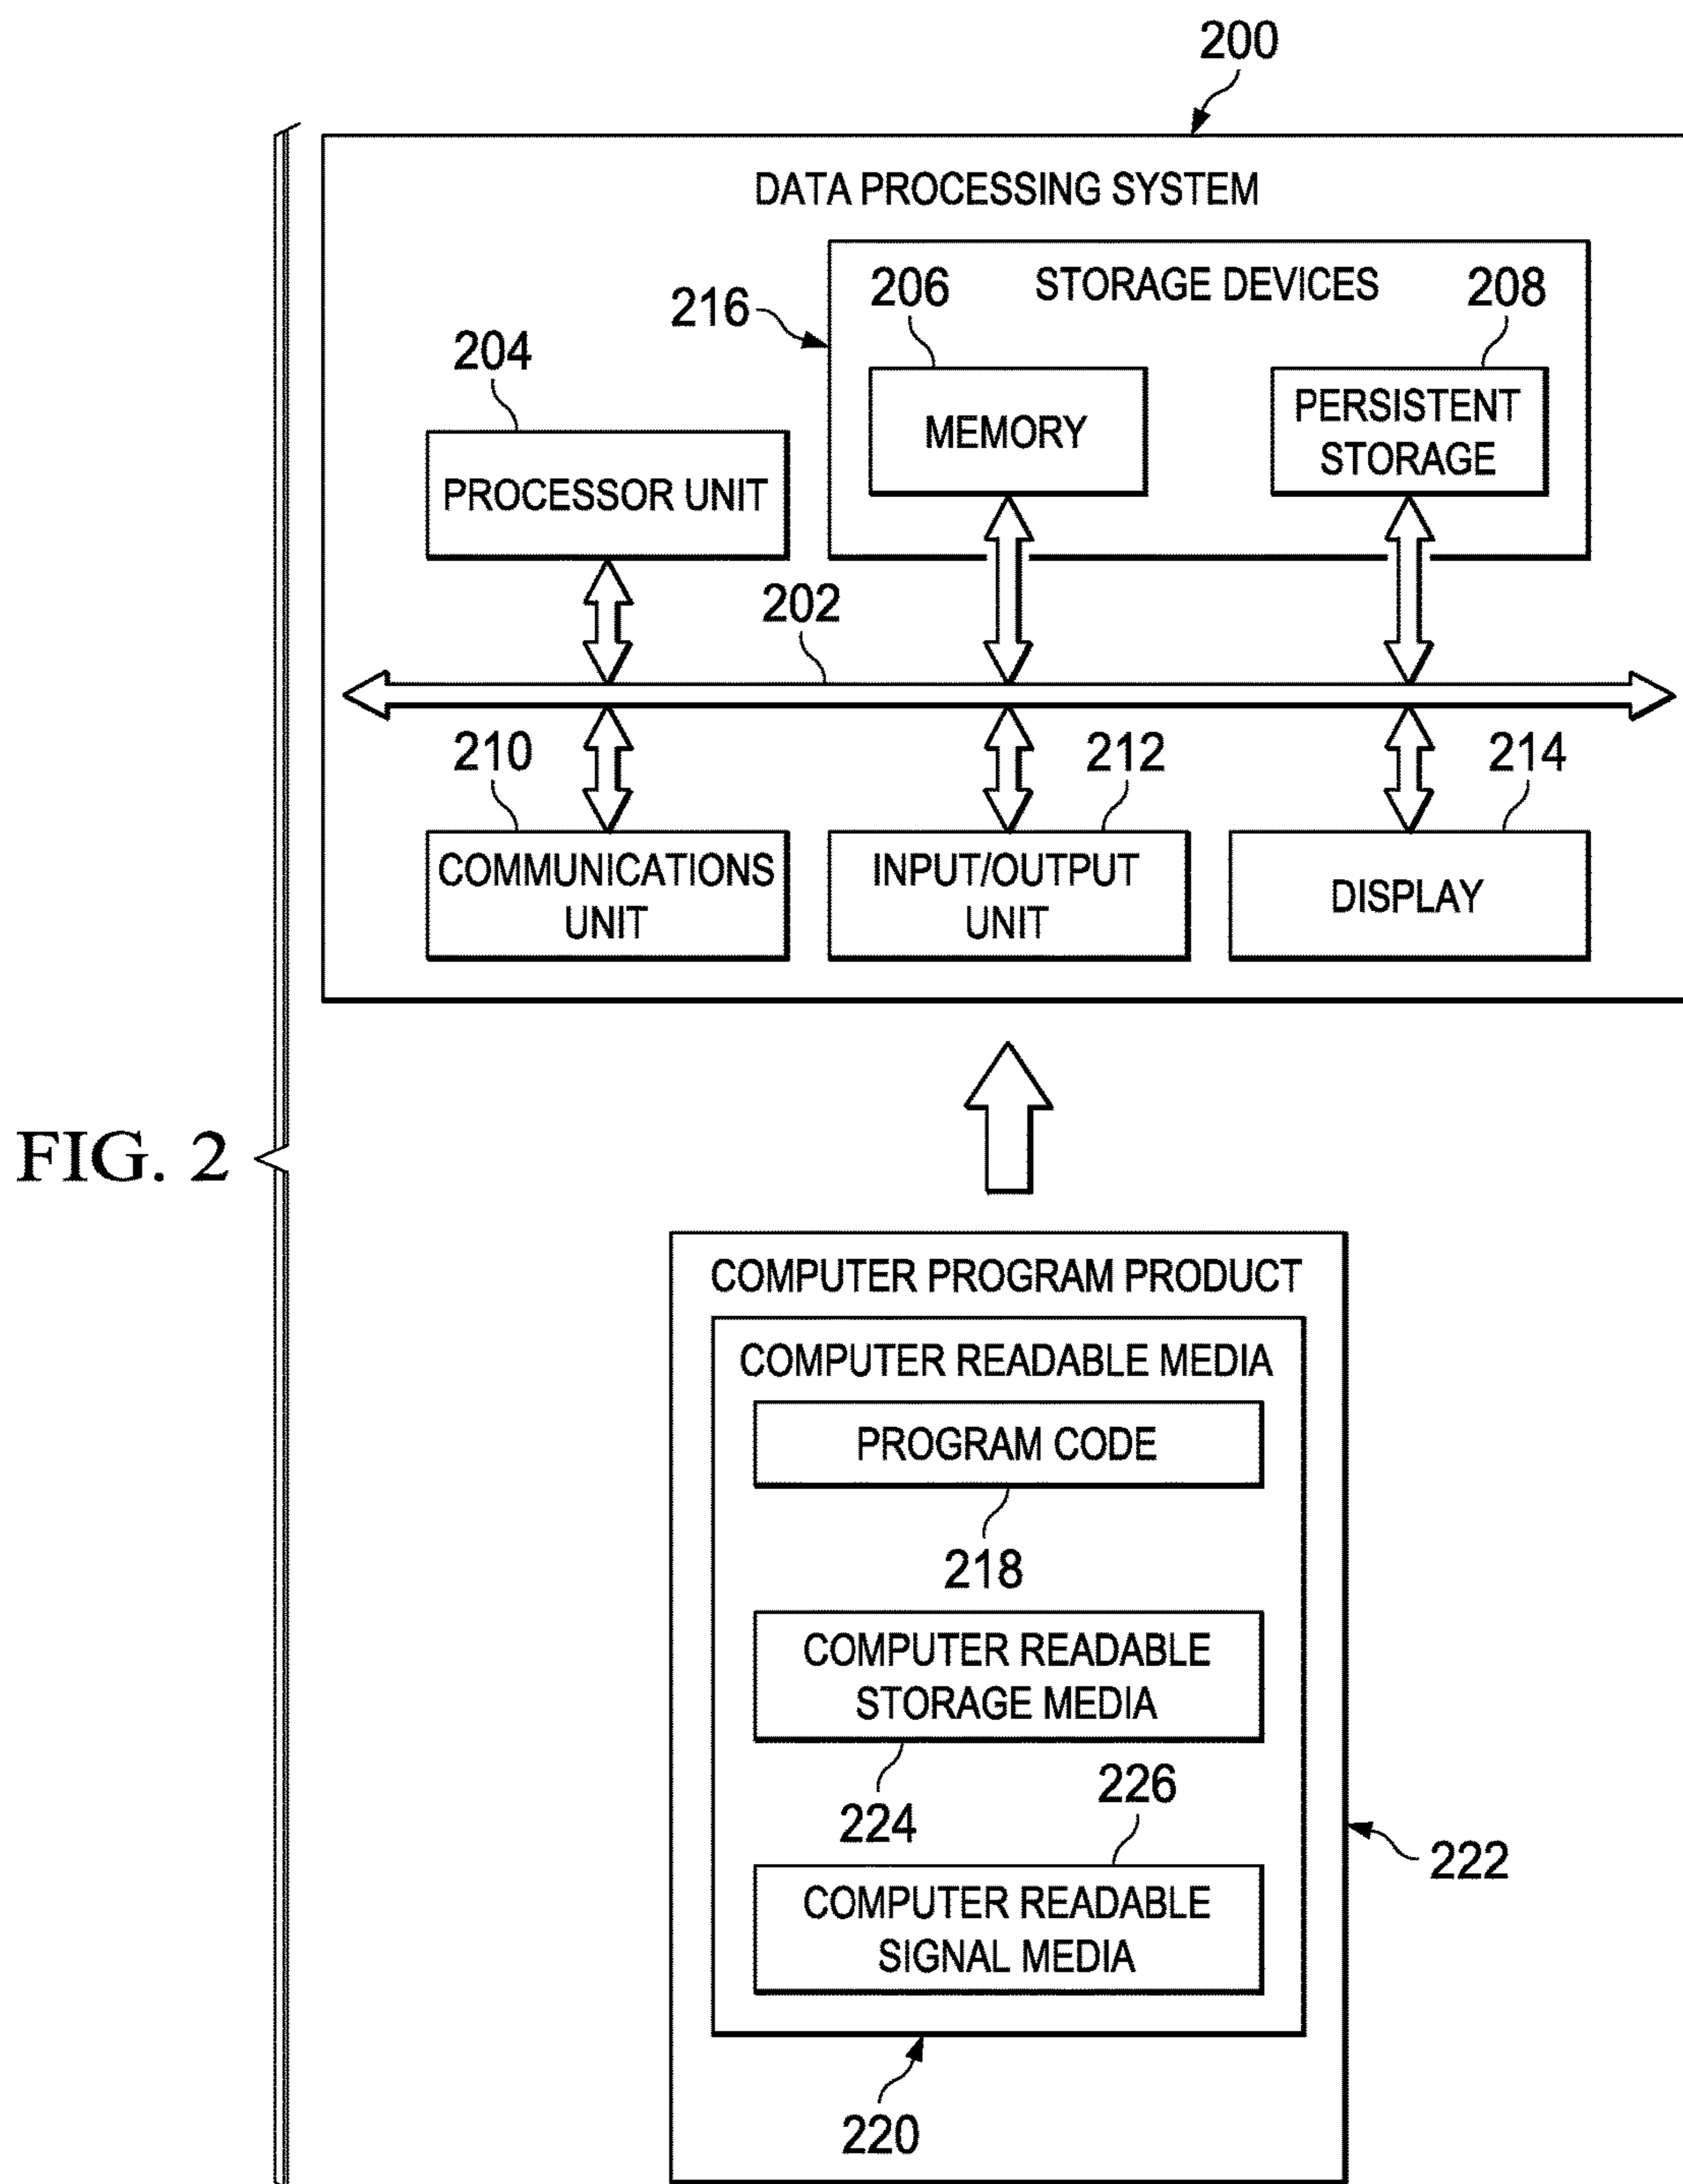 200
DATA PROCESSING SYSTEM
216
206
STORAGE DEVICES
208
204
MEMORY
PERSISTENT
STORAGE
PROCESSOR UNIT
202
210
212
214
COMMUNICATIONS
UNIT
INPUT/OUTPUT
UNIT
DISPLAY
FIG. 2
COMPUTER PROGRAM PRODUCT
COMPUTER READABLE MEDIA
PROGRAM CODE
218
COMPUTER READABLE
STORAGE MEDIA
224
226
222
COMPUTER READABLE
SIGNAL MEDIA
220